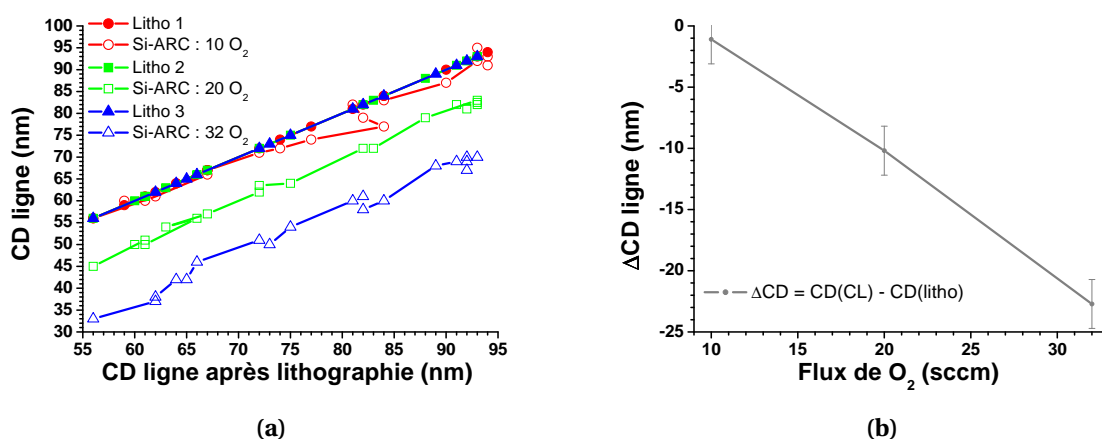 100
95
90
85
80
75
70
65
60
55
50
45
40
35
30
CD ligne (nm)
Litho 1
Si-ARC : 10 O₂
Litho 2
Si-ARC : 20 O₂
Litho 3
Si-ARC : 32 O₂
55 60 65 70 75 80 85 90 95
CD ligne après lithographie (nm)
(a)
0
-5
-10
-15
-20
-25
ΔCD ligne (nm)
ΔCD = CD(CL) - CD(litho)
10 15 20 25 30
Flux de O₂ (sccm)
(b)